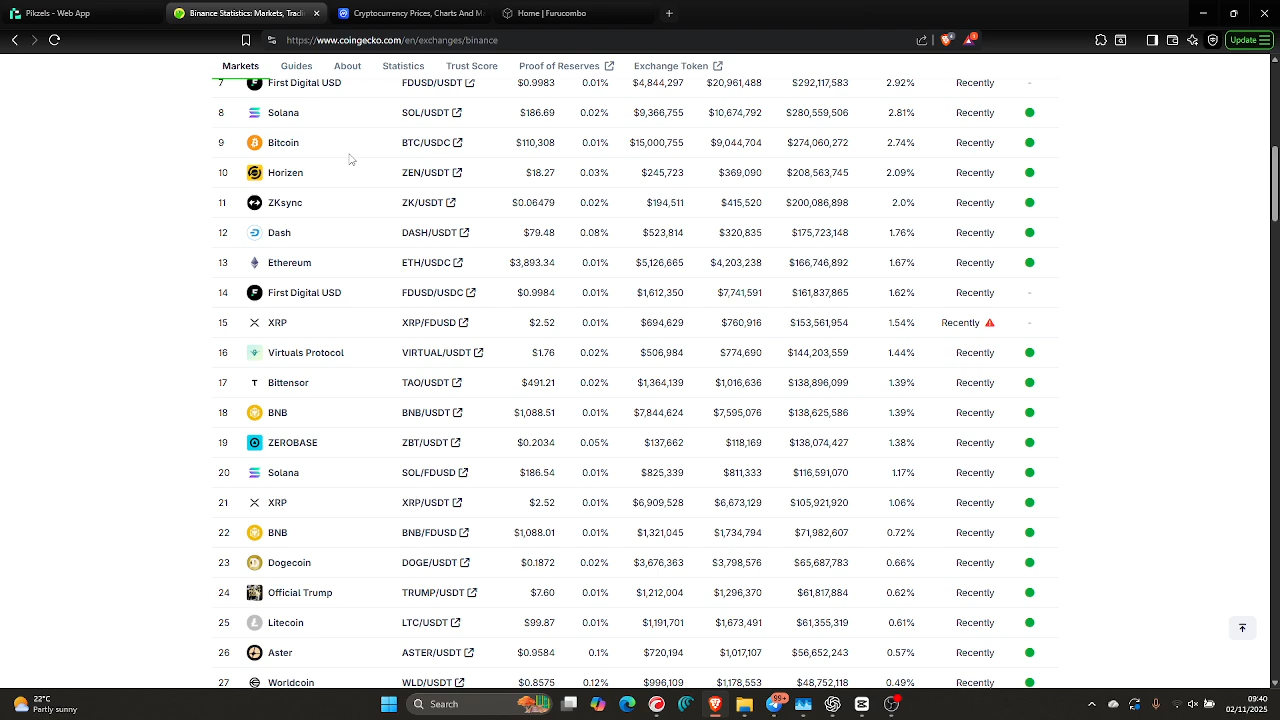 Pikzels - Web App
Binance Statistics: Markets, Tradin
Cryptocurrency Prices, Charts And M
Home | Furucombo
https://www.coingecko.com/en/exchanges/binance
4
1
Update
Markets Guides About Statistics Trust Score Proof of Reserves Exchange Token
7 First Digital USD FDUSD/USDT 0.01% $20,961,488 $292,117,583 2.92% Recently -
8 Solana SOL/USDT $186.69 0.02% $9,366,755 $10,674,792 $280,559,506 2.81% Recently
9 Bitcoin BTC/USDC $110,308 0.01% $15,000,755 $9,044,704 $274,060,272 2.74% Recently
10 Horizen ZEN/USDT $18.27 0.03% $245,723 $369,093 $208,563,745 2.09% Recently
11 ZKsync ZK/USDT $0.06479 0.02% $194,511 $415,520 $200,086,898 2.0% Recently
12 Dash DASH/USDT $79.48 0.08% $523,814 $320,835 $175,723,148 1.76% Recently
13 Ethereum ETH/USDC $3,893.34 0.01% $5,126,665 $4,203,238 $166,746,892 1.67% Recently
14 First Digital USD FDUSD/USDC $0.9984 0.01% $1,612,350 $7,741,591 $161,837,865 1.62% Recently -
15 XRP XRP/FDUSD $2.52 0.01% $694,629 $760,916 $153,561,954 1.54% Recently -
16 Virtuals Protocol VIRTUAL/USDT $1.76 0.02% $506,984 $774,690 $144,203,559 1.44% Recently
17 Bittensor TAO/USDT $491.21 0.02% $1,364,139 $1,016,636 $138,896,099 1.39% Recently
18 BNB BNB/USDT $1,088.51 0.01% $7,844,624 $7,595,076 $138,625,586 1.39% Recently
19 ZEROBASE ZBT/USDT $0.2034 0.05% $137,662 $118,169 $138,074,427 1.38% Recently
20 Solana SOL/FDUSD $186.54 0.01% $825,393 $811,333 $116,591,070 1.17% Recently
21 XRP XRP/USDT $2.52 0.01% $6,909,528 $6,673,129 $105,921,920 1.06% Recently
22 BNB BNB/FDUSD $1,088.01 0.01% $1,321,045 $1,734,794 $71,982,607 0.72% Recently
23 Dogecoin DOGE/USDT $0.1872 0.02% $3,676,363 $3,798,576 $65,687,783 0.66% Recently
24 Official Trump TRUMP/USDT $7.60 0.01% $1,212,004 $1,256,370 $61,817,884 0.62% Recently
25 Litecoin LTC/USDT $99.87 0.01% $1,191,701 $1,673,491 $61,355,319 0.61% Recently
26 Aster ASTER/USDT $0.9584 0.1% $720,194 $1,017,107 $56,652,243 0.57% Recently
27 Worldcoin WLD/USDT $0.8575 0.12% $996,109 $1,178,553 $48,752,118 0.49% Recently
22°C
Partly sunny
Search
99+
09:40
02/11/2025